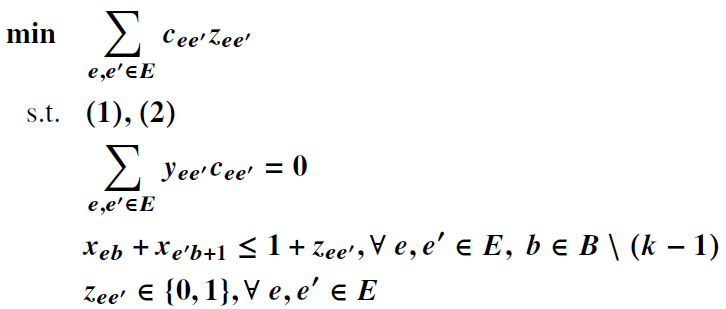 min ∑_{e,e′∈E} c_{ee′} z_{ee′}
s.t. (1), (2)
∑_{e,e′∈E} y_{ee′} c_{ee′} = 0
x_{eb} + x_{e′b+1} ≤ 1 + z_{ee′}, ∀ e, e′ ∈ E, b ∈ B \ (k − 1)
z_{ee′} ∈ {0, 1}, ∀ e, e′ ∈ E